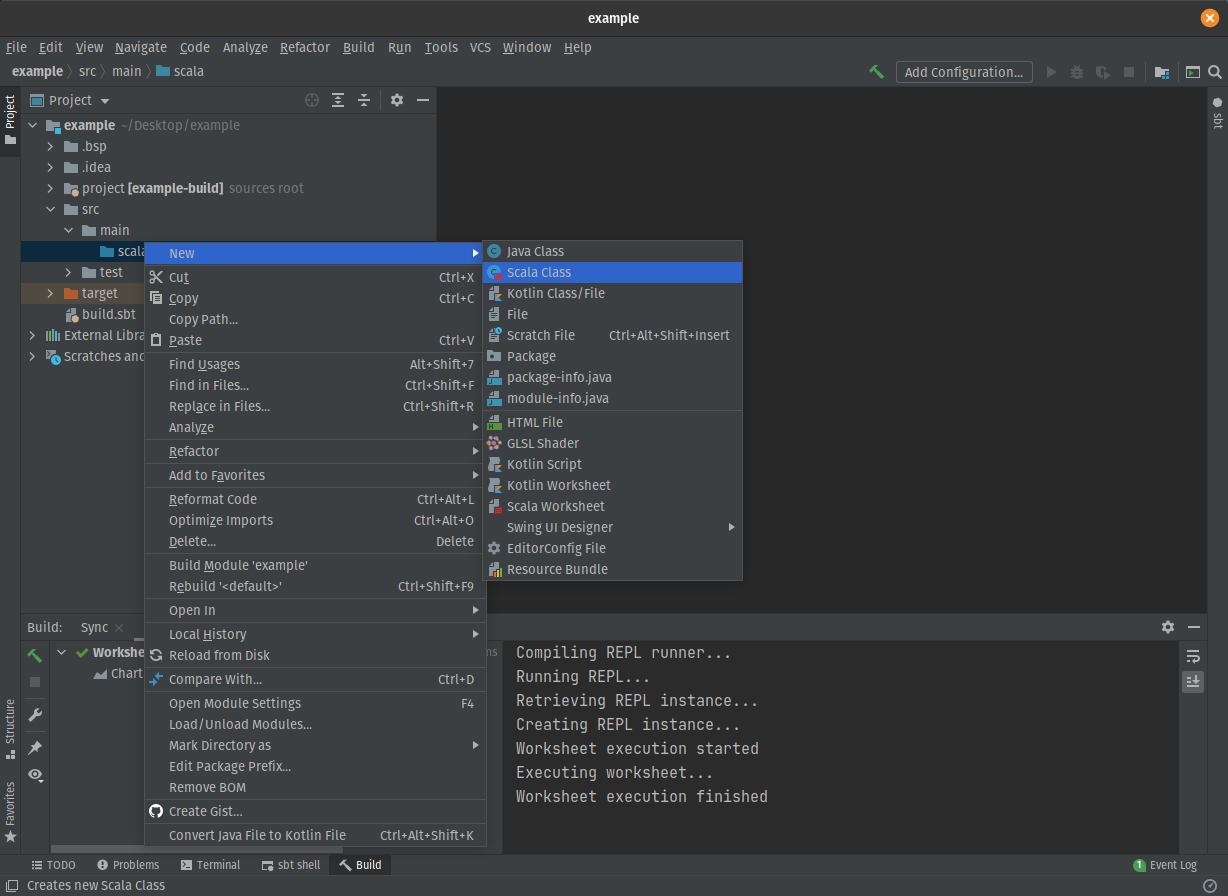 example
File Edit View Navigate Code Analyze Refactor Build Run Tools VCS Window Help
example src main scala
Add Configuration...
Project
Project
example ~/Desktop/example
.bsp
.idea
project [example-build] sources root
src
main
scala
test
target
build.sbt
External Libra
Scratches and
New
Cut Ctrl+X
Copy Ctrl+C
Copy Path...
Paste Ctrl+V
Find Usages Alt+Shift+7
Find in Files... Ctrl+Shift+F
Replace in Files... Ctrl+Shift+R
Analyze
Refactor
Add to Favorites
Reformat Code Ctrl+Alt+L
Optimize Imports Ctrl+Alt+O
Delete... Delete
Build Module 'example'
Rebuild '<default>' Ctrl+Shift+F9
Open In
Local History
Reload from Disk
Compare With... Ctrl+D
Open Module Settings F4
Load/Unload Modules...
Mark Directory as
Edit Package Prefix...
Remove BOM
Create Gist...
Convert Java File to Kotlin File Ctrl+Alt+Shift+K
Java Class
Scala Class
Kotlin Class/File
File
Scratch File Ctrl+Alt+Shift+Insert
Package
package-info.java
module-info.java
HTML File
GLSL Shader
Kotlin Script
Kotlin Worksheet
Scala Worksheet
Swing UI Designer
EditorConfig File
Resource Bundle
sbt
Build: Sync
Workshe
Chart
ms
Compiling REPL runner...
Running REPL...
Retrieving REPL instance...
Creating REPL instance...
Worksheet execution started
Executing worksheet...
Worksheet execution finished
Structure
Favorites
TODO Problems Terminal sbt shell Build 1 Event Log
Creates new Scala Class